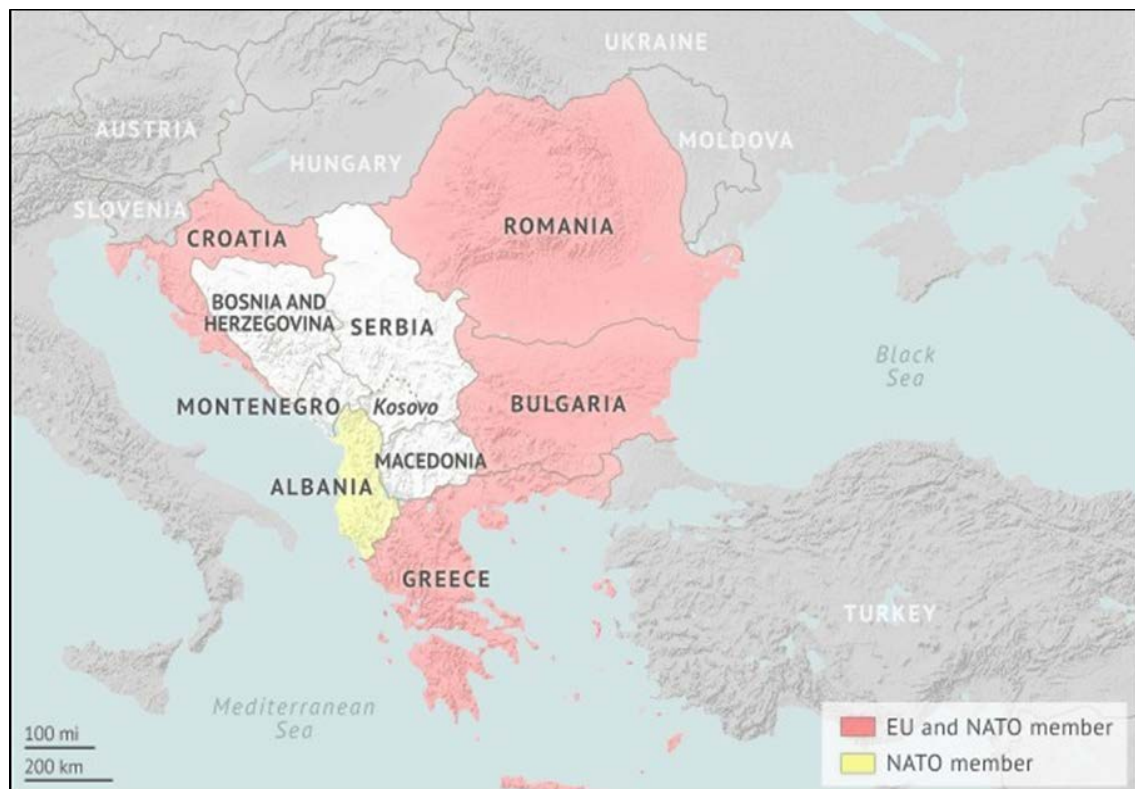 UKRAINE
AUSTRIA
MOLDOVA
HUNGARY
SLOVENIA
ROMANIA
CROATIA
BOSNIA AND
HERZEGOVINA
SERBIA
Black
Sea
MONTENEGRO
Kosovo
BULGARIA
MACEDONIA
ALBANIA
GREECE
TURKEY
Mediterranean
Sea
100 mi
200 km
EU and NATO member
NATO member